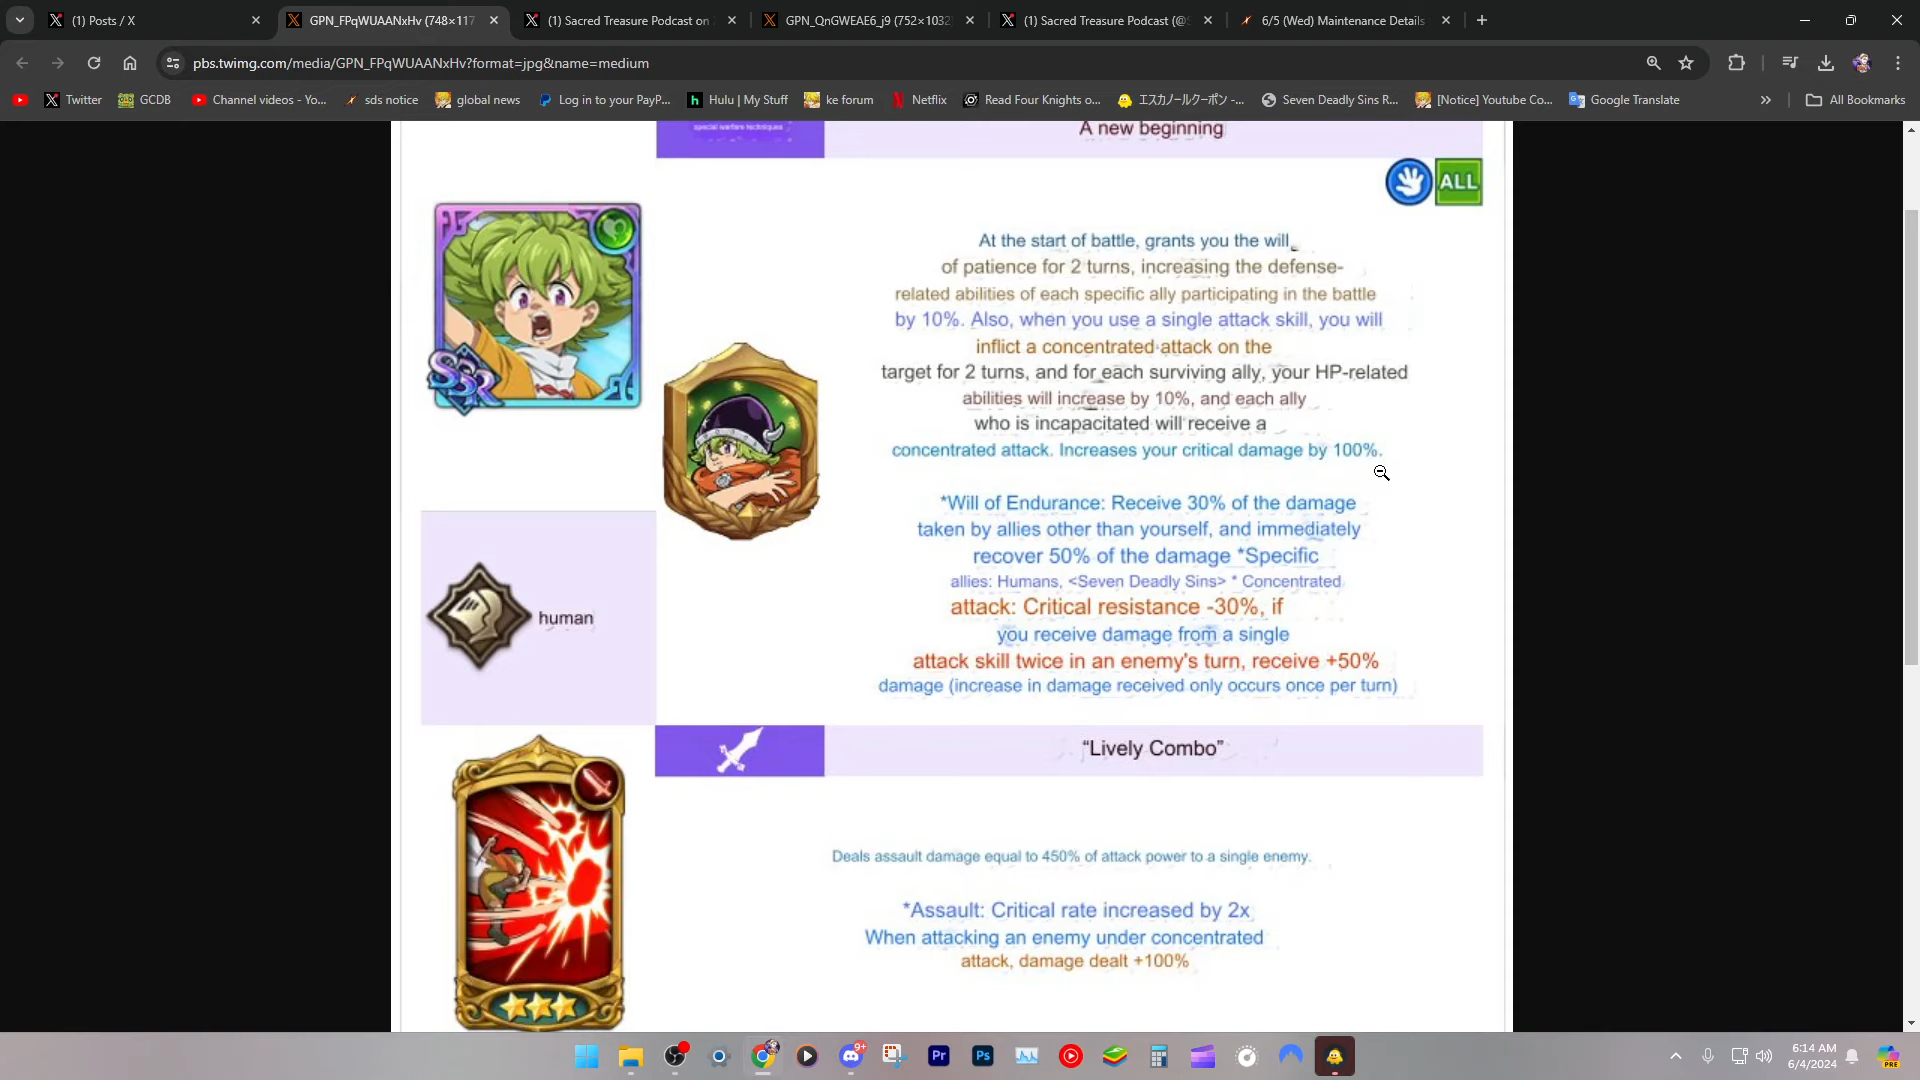 (1) Posts / X
GPN_FPqWUAANxHv (748×117
(1) Sacred Treasure Podcast on
GPN_QnGWEAE6_j9 (752×1032
(1) Sacred Treasure Podcast (@S
6/5 (Wed) Maintenance Details
pbs.twimg.com/media/GPN_FPqWUAANxHv?format=jpg&name=medium
Twitter
GCDB
Channel videos - Yo...
sds notice
global news
Log in to your PayP...
Hulu | My Stuff
ke forum
Netflix
Read Four Knights o...
エスカノールクーポン -...
Seven Deadly Sins R...
[Notice] Youtube Co...
Google Translate
All Bookmarks
special warfare techniques
A new beginning
ALL
At the start of battle, grants you the will
of patience for 2 turns, increasing the defense-
related abilities of each specific ally participating in the battle
by 10%. Also, when you use a single attack skill, you will
inflict a concentrated attack on the
target for 2 turns, and for each surviving ally, your HP-related
abilities will increase by 10%, and each ally
who is incapacitated will receive a
concentrated attack. Increases your critical damage by 100%.
SSR
*Will of Endurance: Receive 30% of the damage
taken by allies other than yourself, and immediately
recover 50% of the damage *Specific
allies: Humans, <Seven Deadly Sins> * Concentrated
attack: Critical resistance -30%, if
you receive damage from a single
attack skill twice in an enemy's turn, receive +50%
damage (increase in damage received only occurs once per turn)
human
“Lively Combo”
Deals assault damage equal to 450% of attack power to a single enemy.
*Assault: Critical rate increased by 2x
When attacking an enemy under concentrated
attack, damage dealt +100%
9+
Pr
Ps
6:14 AM
6/4/2024
PRE